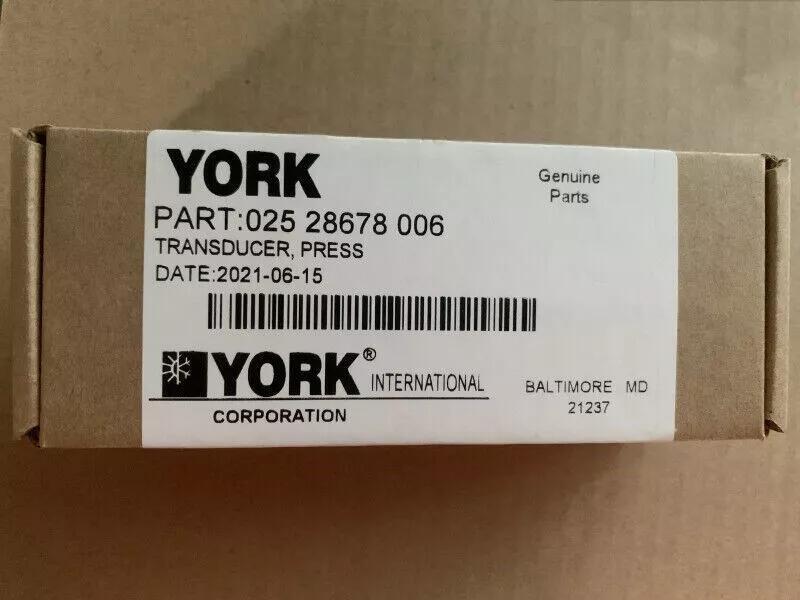 YORK
Genuine
Parts
PART:025 28678 006
TRANSDUCER, PRESS
DATE:2021-06-15
YORK® INTERNATIONAL
CORPORATION
BALTIMORE MD
21237